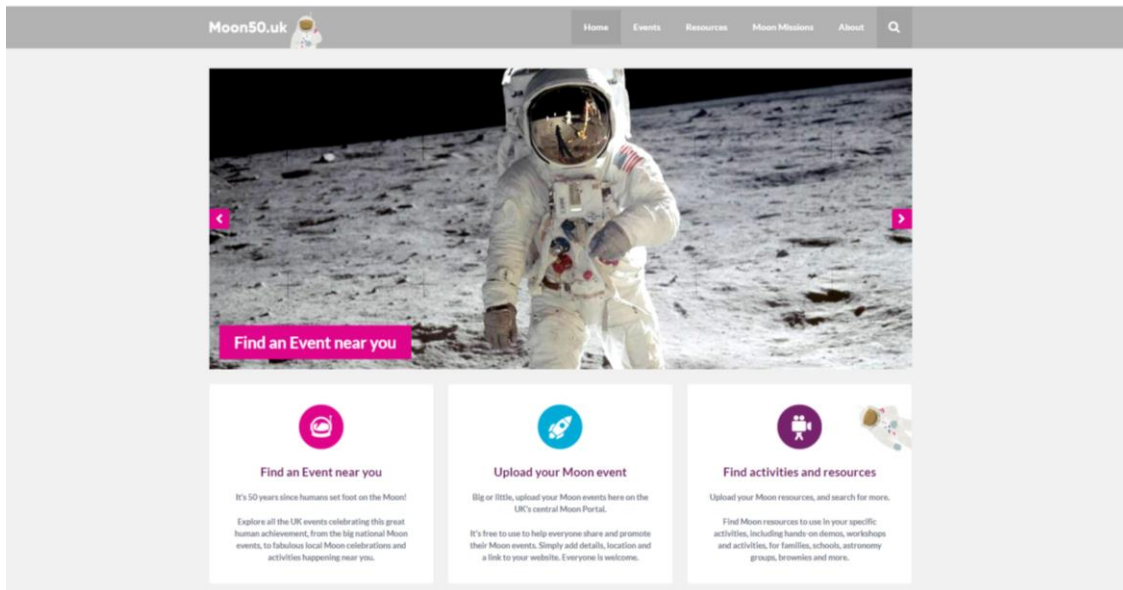 Moon50.uk
Home Events Resources Moon Missions About
Find an Event near you
Find an Event near you
It's 50 years since humans set foot on the Moon!
Explore all the UK events celebrating this great
human achievement, from the big national Moon
events, to fabulous local Moon celebrations and
activities happening near you.
Upload your Moon event
Big or little, upload your Moon events here on the
UK's central Moon Portal.
It's free to use to help everyone share and promote
their Moon events. Simply add details, location and
a link to your website. Everyone is welcome.
Find activities and resources
Upload your Moon resources, and search for more.
Find Moon resources to use in your specific
activities, including hands-on demos, workshops
and activities, for families, schools, astronomy
groups, brownies and more.